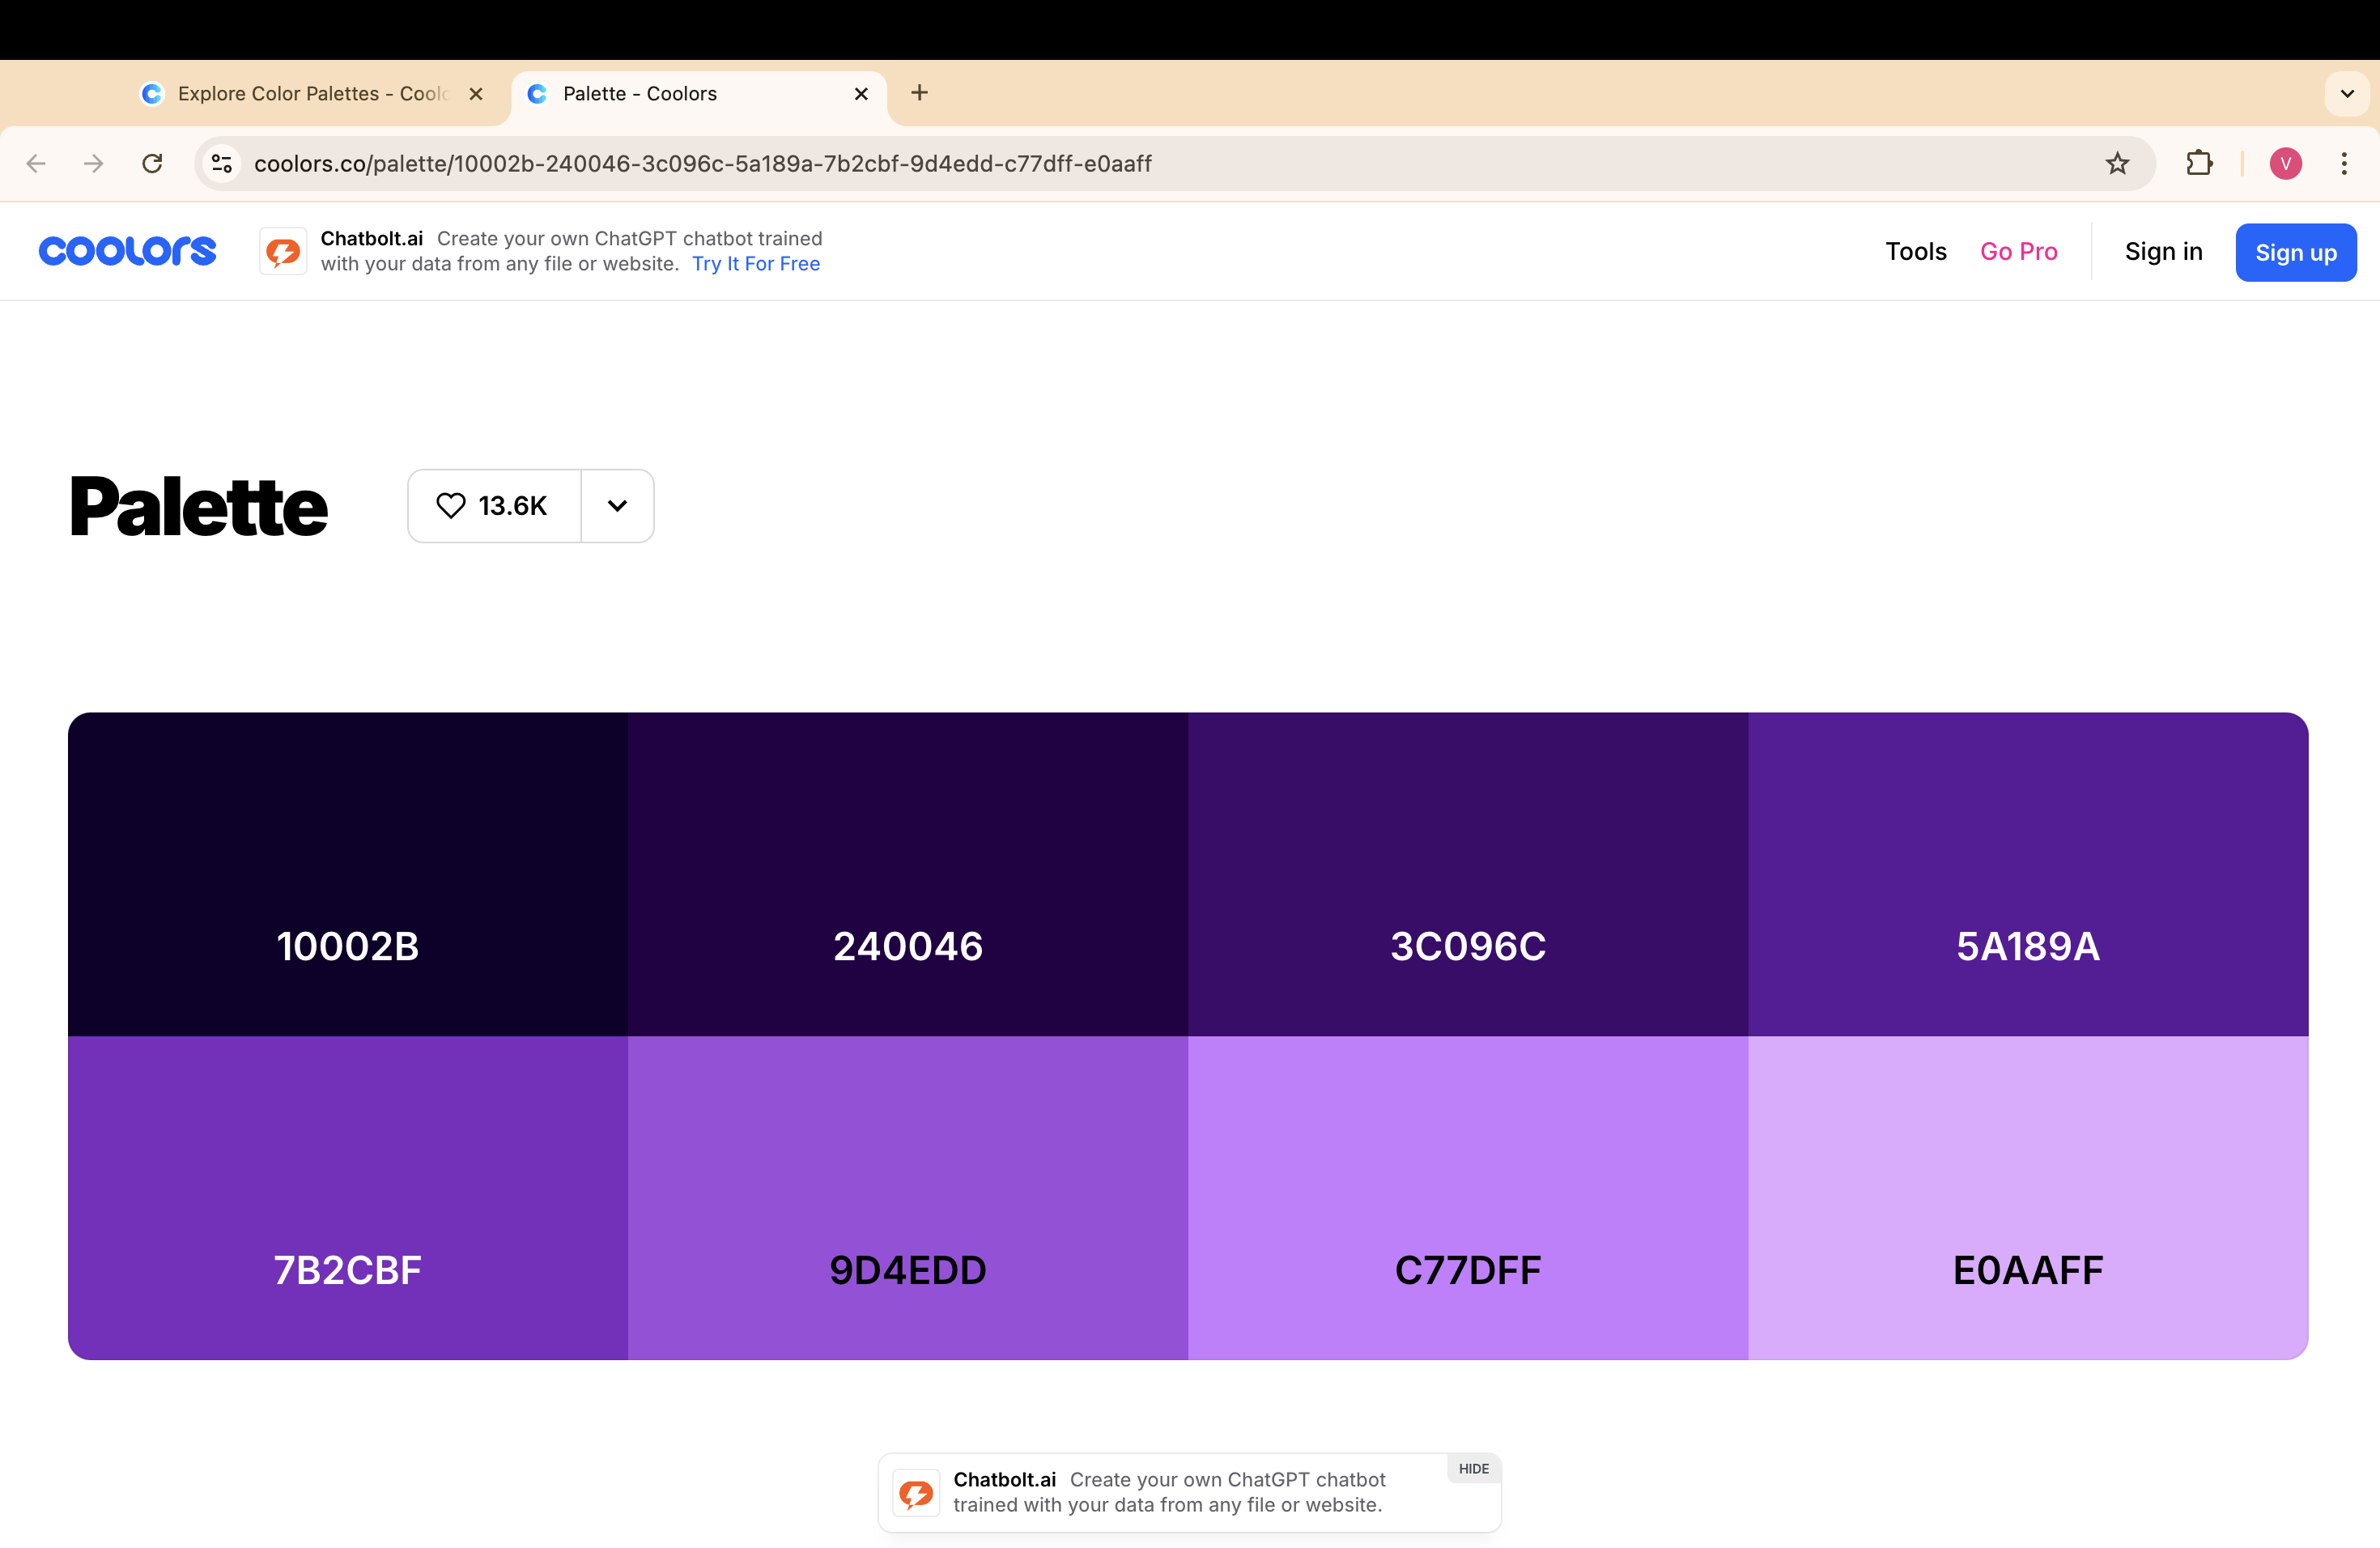 Explore Color Palettes - Coolo
Palette - Coolors
coolors.co/palette/10002b-240046-3c096c-5a189a-7b2cbf-9d4edd-c77dff-e0aaff
V
coolors
Chatbolt.ai Create your own ChatGPT chatbot trained
with your data from any file or website. Try It For Free
Tools
Go Pro
Sign in
Sign up
Palette
13.6K
10002B
240046
3C096C
5A189A
7B2CBF
9D4EDD
C77DFF
E0AAFF
Chatbolt.ai Create your own ChatGPT chatbot
trained with your data from any file or website.
HIDE